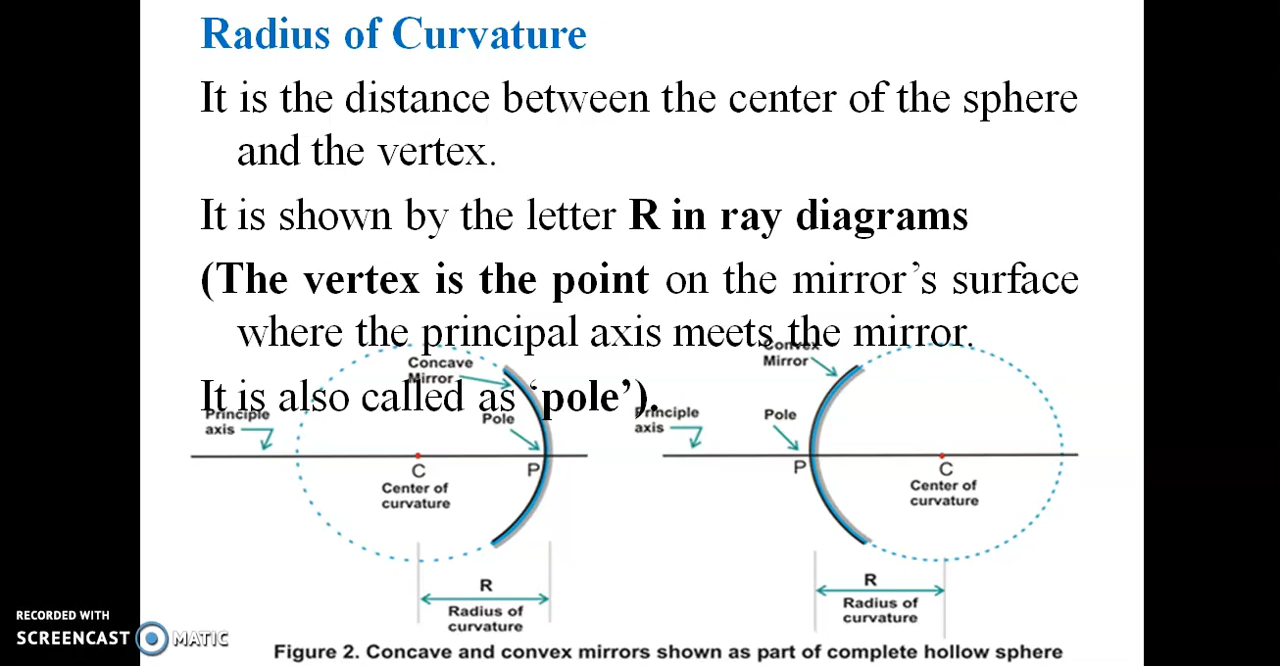 Radius of Curvature
It is the distance between the center of the sphere
and the vertex.
It is shown by the letter R in ray diagrams
(The vertex is the point on the mirror’s surface
where the principal axis meets the mirror.
It is also called as ‘pole’).
Concave
Mirror
Principle
axis
Pole
C
P
Center of
curvature
R
Radius of
curvature
Convex
Mirror
Principle
axis
Pole
P
C
Center of
curvature
R
Radius of
curvature
Figure 2. Concave and convex mirrors shown as part of complete hollow sphere
RECORDED WITH
SCREENCAST MATIC